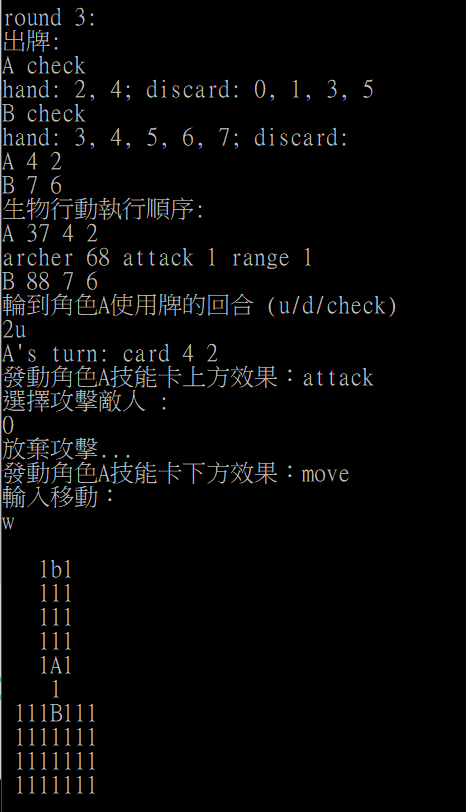 round 3:
出牌:
A check
hand: 2, 4; discard: 0, 1, 3, 5
B check
hand: 3, 4, 5, 6, 7; discard:
A 4 2
B 7 6
生物行動執行順序:
A 37 4 2
archer 68 attack 1 range 1
B 88 7 6
輪到角色A使用牌的回合 (u/d/check)
2u
A's turn: card 4 2
發動角色A技能卡上方效果：attack
選擇攻擊敵人 :
0
放棄攻擊...
發動角色A技能卡下方效果：move
輸入移動：
w
   1b1
   111
   111
   111
   1A1
    1
 111B111
 1111111
 1111111
 1111111